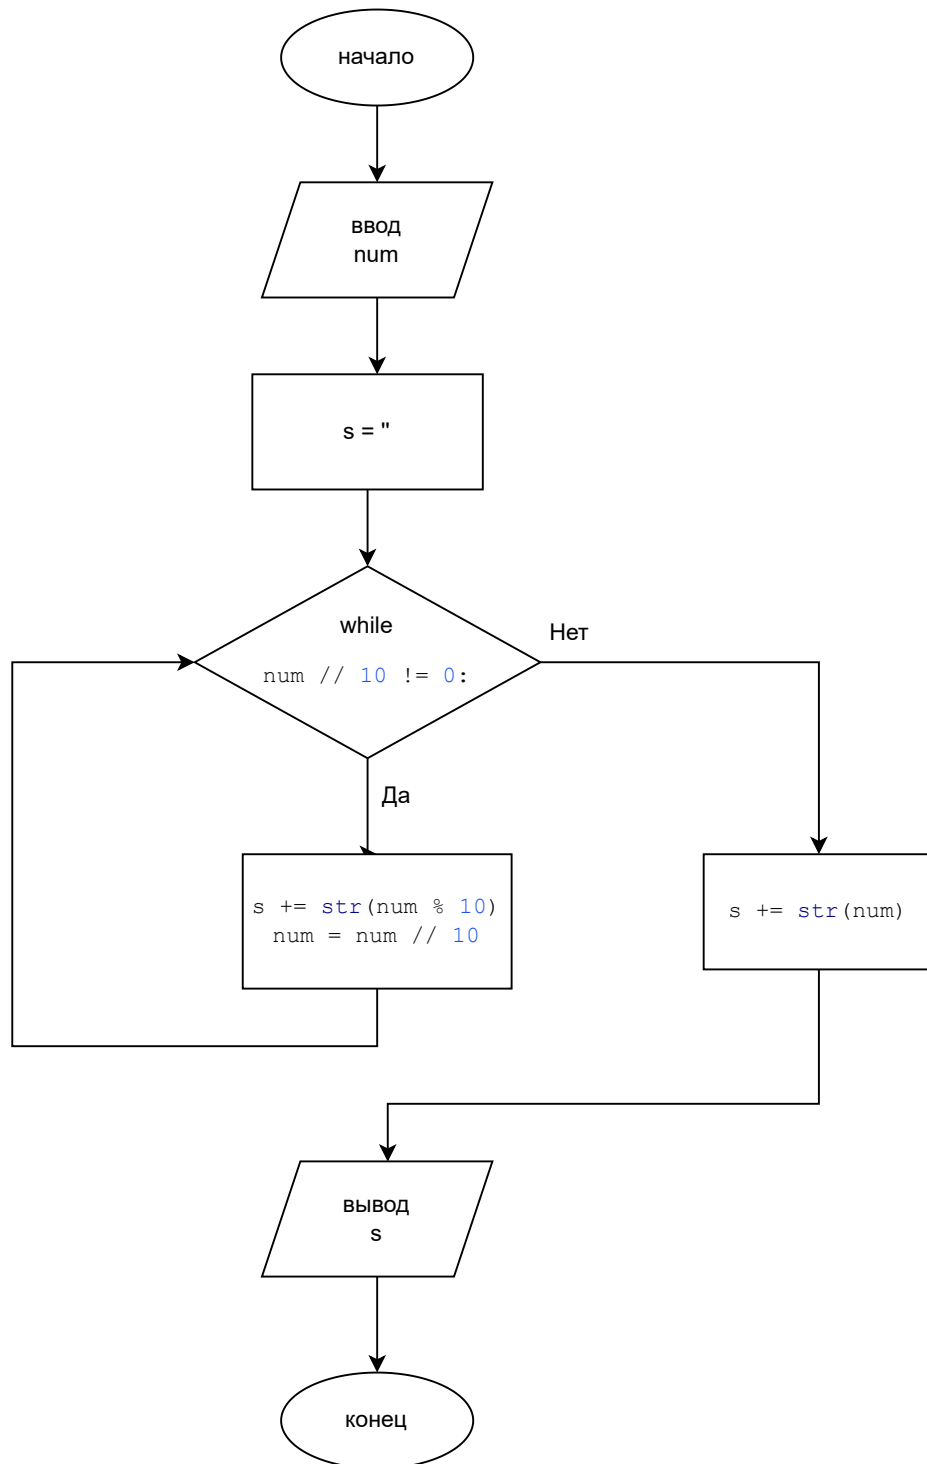 начало
ввод
num
s = ''
while
num // 10 != 0:
Нет
Да
s += str(num % 10)
num = num // 10
s += str(num)
вывод
s
конец